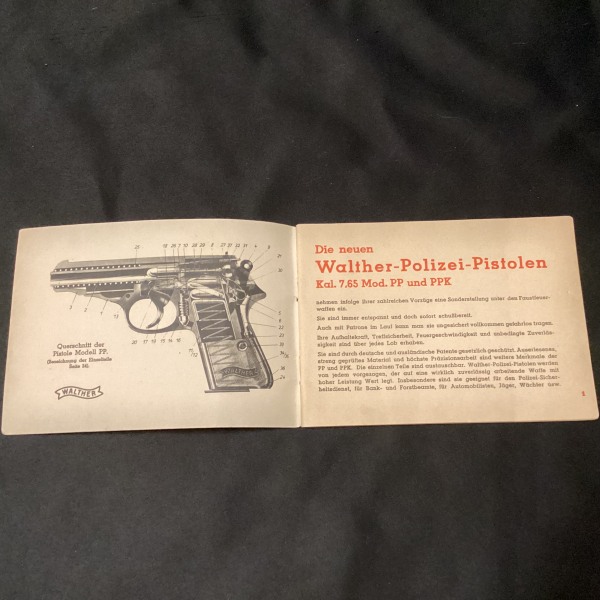 Querschnitt der
Pistole Modell PP.
(Bezeichnung der Einzelteile
Seite 16).
WALTHER
Die neuen
Walther-Polizei-Pistolen
Kal. 7,65 Mod. PP und PPK
nehmen infolge ihrer zahlreichen Vorzüge eine Sonderstellung unter den Faustfeuer-
waffen ein.
Sie sind immer entspannt und doch sofort schußbereit.
Auch mit Patrone im Lauf kann man sie ungesichert vollkommen gefahrlos tragen.
Ihre Aufhaltekraft, Treffsicherheit, Feuergeschwindigkeit und unbedingte Zuverläs-
sigkeit sind über jedes Lob erhaben.
Sie sind durch deutsche und ausländische Patente gesetzlich geschützt. Auserlesenes,
streng geprüftes Material und höchste Präzisionsarbeit sind weitere Merkmale der
PP und PPK. Die einzelnen Teile sind austauschbar. Walther-Polizei-Pistolen werden
von jedem vorgezogen, der auf eine wirklich zuverlässig arbeitende Waffe mit
hoher Leistung Wert legt. Insbesondere sind sie geeignet für den Polizei-Sicher-
heitsdienst, für Bank- und Forstbeamte, für Automobilisten, Jäger, Wächter usw.
1